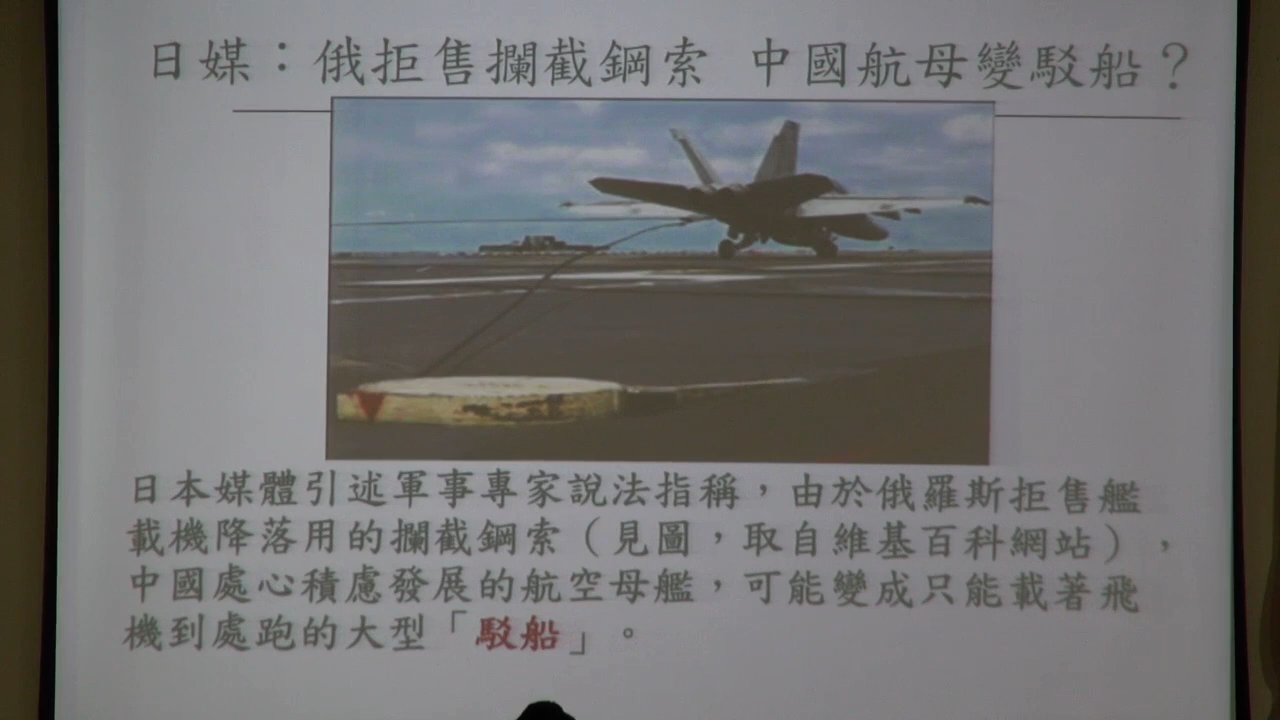 日媒：俄拒售攔截鋼索 中國航母變駁船？
日本媒體引述軍事專家說法指稱，由於俄羅斯拒售艦
載機降落用的攔截鋼索（見圖，取自維基百科網站），
中國處心積慮發展的航空母艦，可能變成只能載著飛
機到處跑的大型「駁船」。